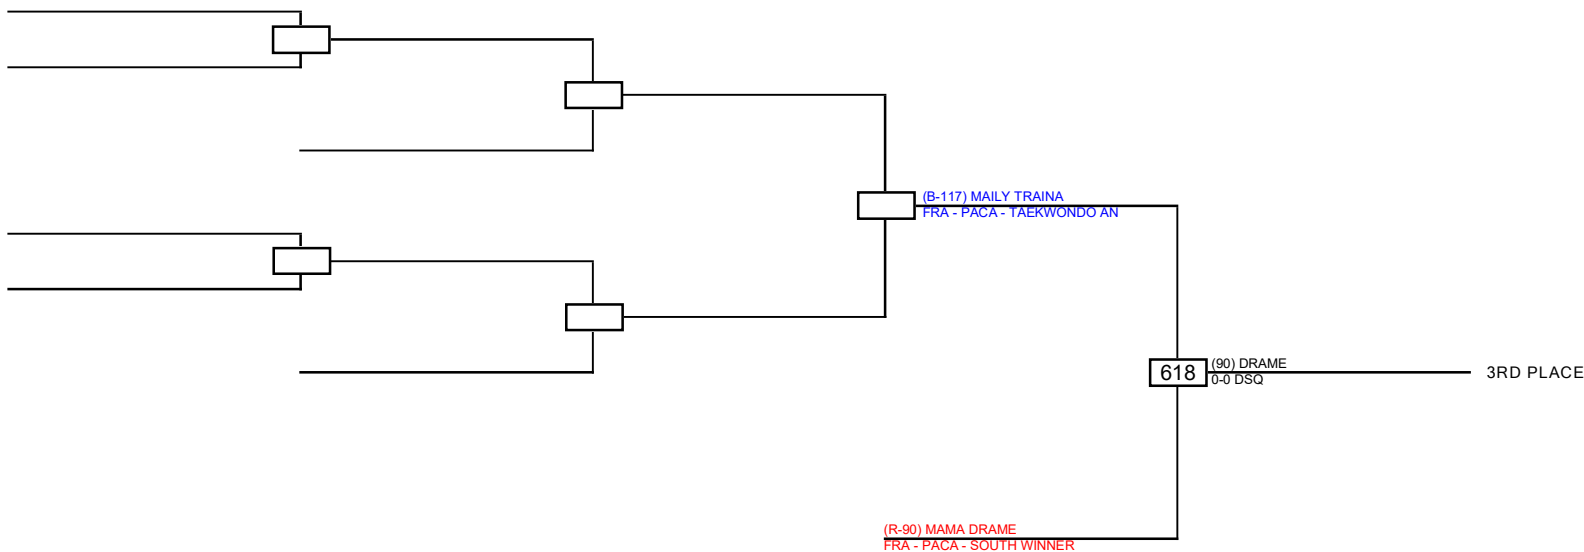 (B-117) MAILY TRAINA
FRA - PACA - TAEKWONDO AN
618
(90) DRAME
0-0 DSQ
3RD PLACE
(R-90) MAMA DRAME
FRA - PACA - SOUTH WINNER